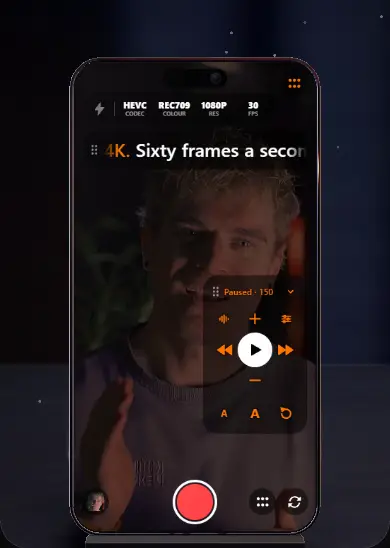 HEVC REC709 1080P 30
CODEC COLOUR RES FPS
4K. Sixty frames a secon
Paused · 150
A A